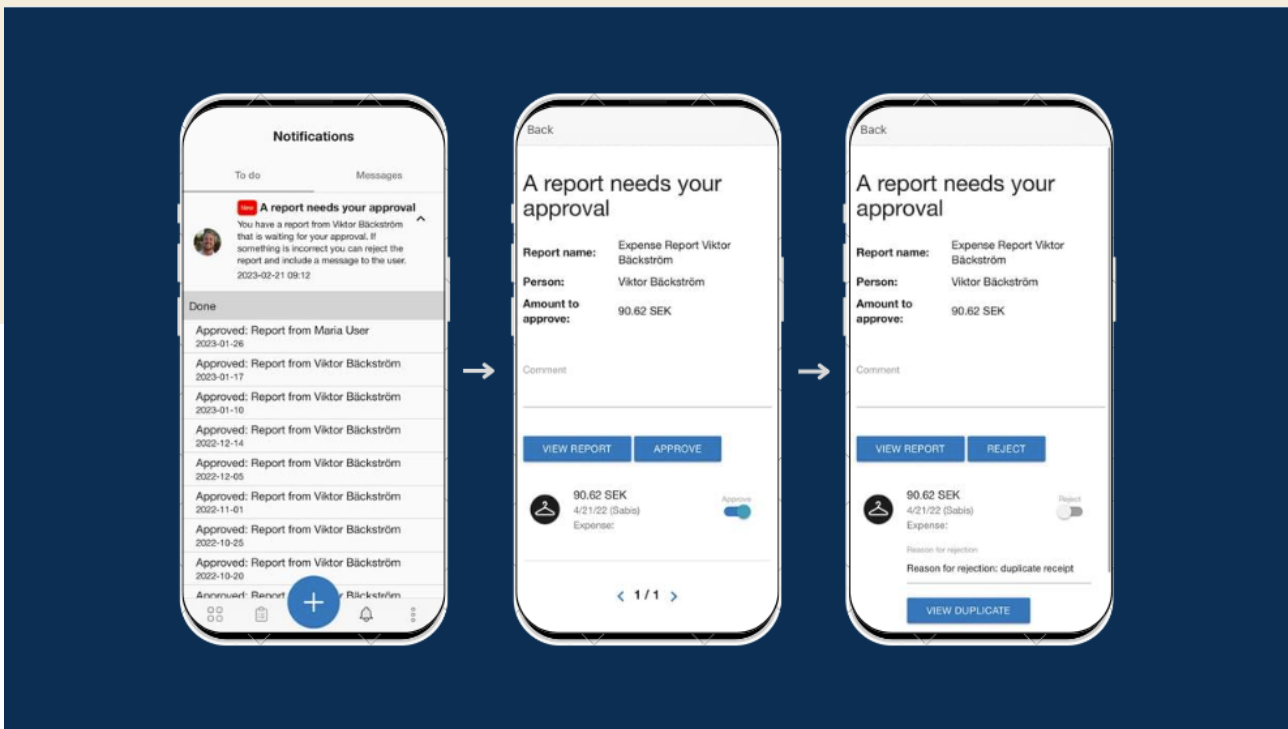 Notifications
To do
Messages
New A report needs your approval
You have a report from Viktor Bäckström
that is waiting for your approval. If
something is incorrect you can reject the
report and include a message to the user.
2023-02-21 09:12
Done
Approved: Report from Maria User
2023-01-26
Approved: Report from Viktor Bäckström
2023-01-17
Approved: Report from Viktor Bäckström
2023-01-10
Approved: Report from Viktor Bäckström
2022-12-14
Approved: Report from Viktor Bäckström
2022-12-05
Approved: Report from Viktor Bäckström
2022-11-01
Approved: Report from Viktor Bäckström
2022-10-25
Approved: Report from Viktor Bäckström
2022-10-20
Approved: Report Bäckström
Back
A report needs your
approval
Report name:
Expense Report Viktor
Bäckström
Person:
Viktor Bäckström
Amount to
approve:
90.62 SEK
Comment
VIEW REPORT
APPROVE
90.62 SEK
4/21/22 (Sabis)
Expense:
Approve
1 / 1
Back
A report needs your
approval
Report name:
Expense Report Viktor
Bäckström
Person:
Viktor Bäckström
Amount to
approve:
90.62 SEK
Comment
VIEW REPORT
REJECT
90.62 SEK
4/21/22 (Sabis)
Expense:
Reject
Reason for rejection
Reason for rejection: duplicate receipt
VIEW DUPLICATE